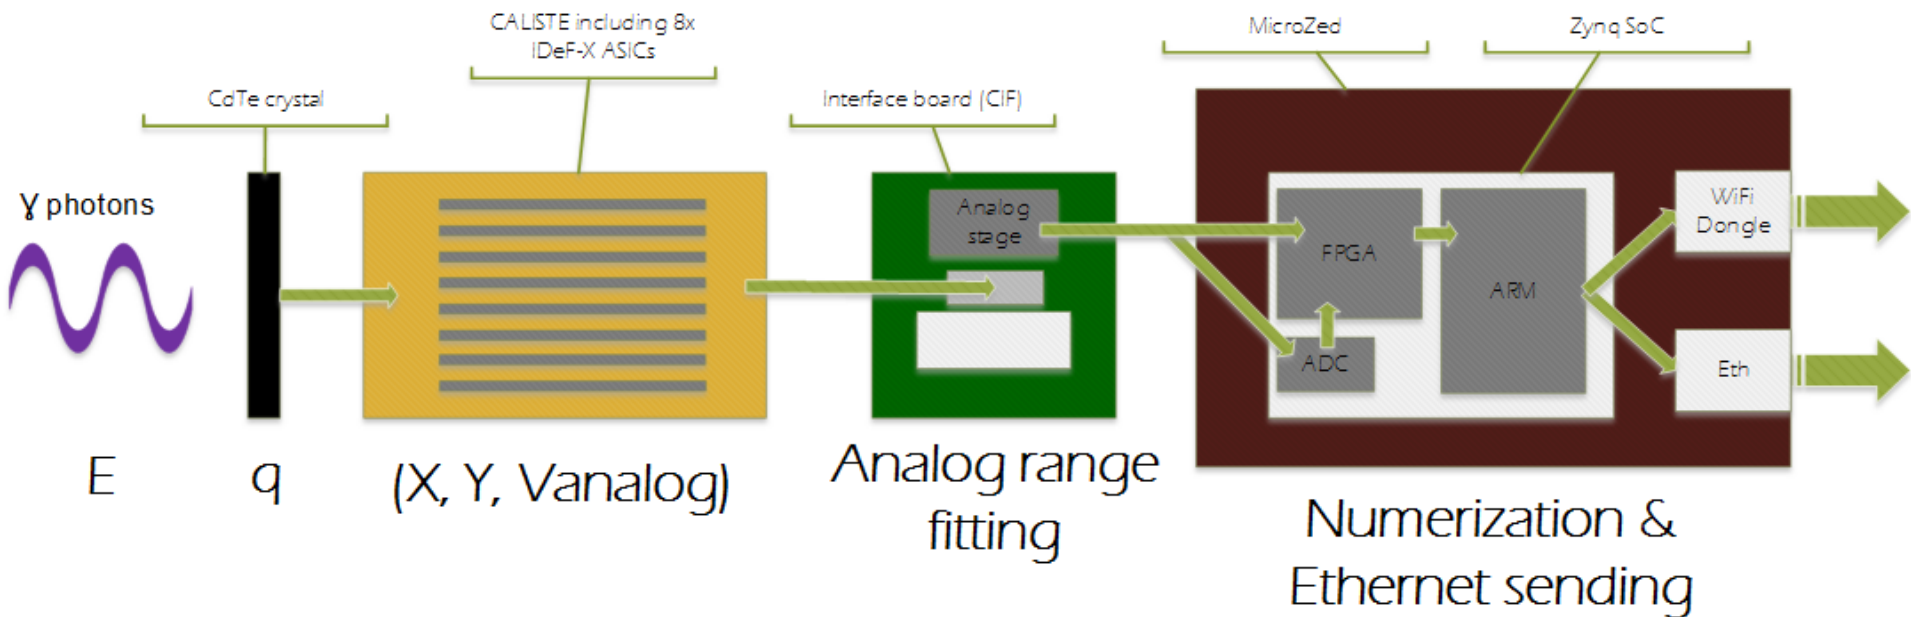 CALISTE including 8x
IDeF-X ASICs
MicroZed
Zynq SoC
CdTe crystal
Interface board (CIF)
Ɣ photons
Analog
stage
FPGA
ARM
ADC
WiFi
Dongle
Eth
E
q
(X, Y, Vanalog)
Analog range
fitting
Numerization &
Ethernet sending